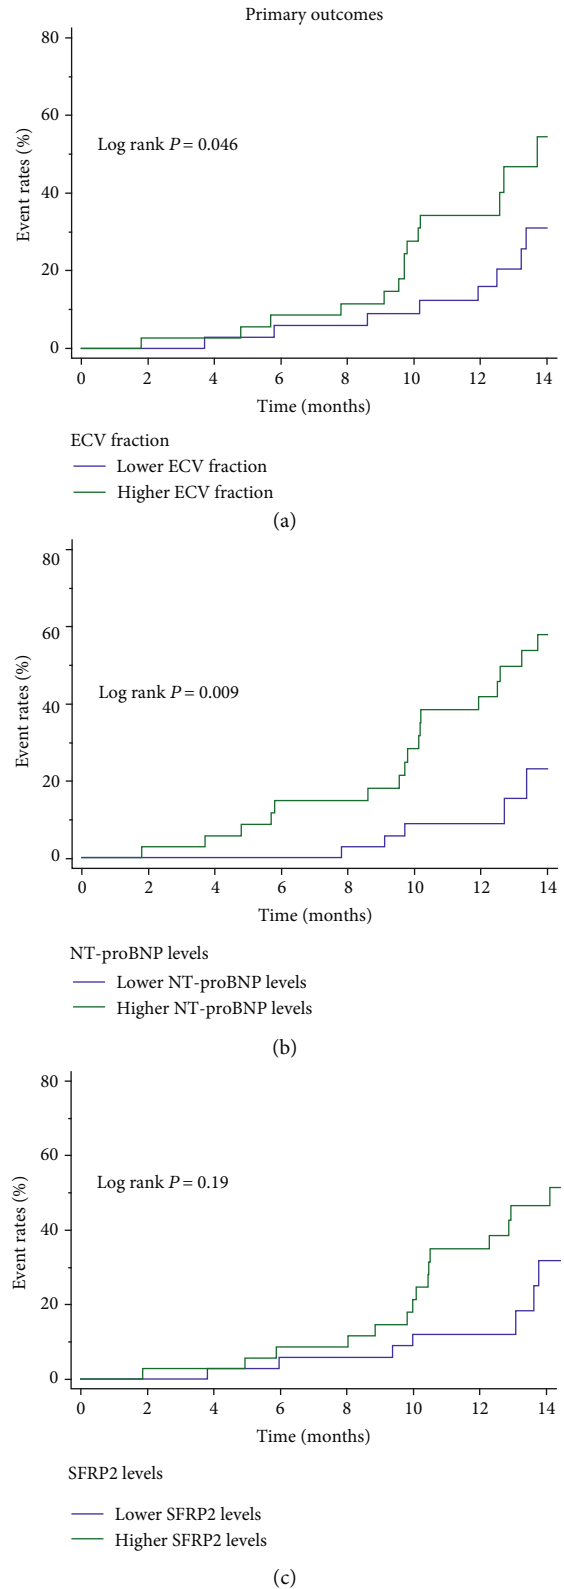 Primary outcomes
80
60
40
20
0
Event rates (%)
Log rank P = 0.046
0 2 4 6 8 10 12 14
Time (months)
ECV fraction
Lower ECV fraction
Higher ECV fraction
(a)
80
60
40
20
0
Event rates (%)
Log rank P = 0.009
0 2 4 6 8 10 12 14
Time (months)
NT-proBNP levels
Lower NT-proBNP levels
Higher NT-proBNP levels
(b)
80
60
40
20
0
Event rates (%)
Log rank P = 0.19
0 2 4 6 8 10 12 14
Time (months)
SFRP2 levels
Lower SFRP2 levels
Higher SFRP2 levels
(c)